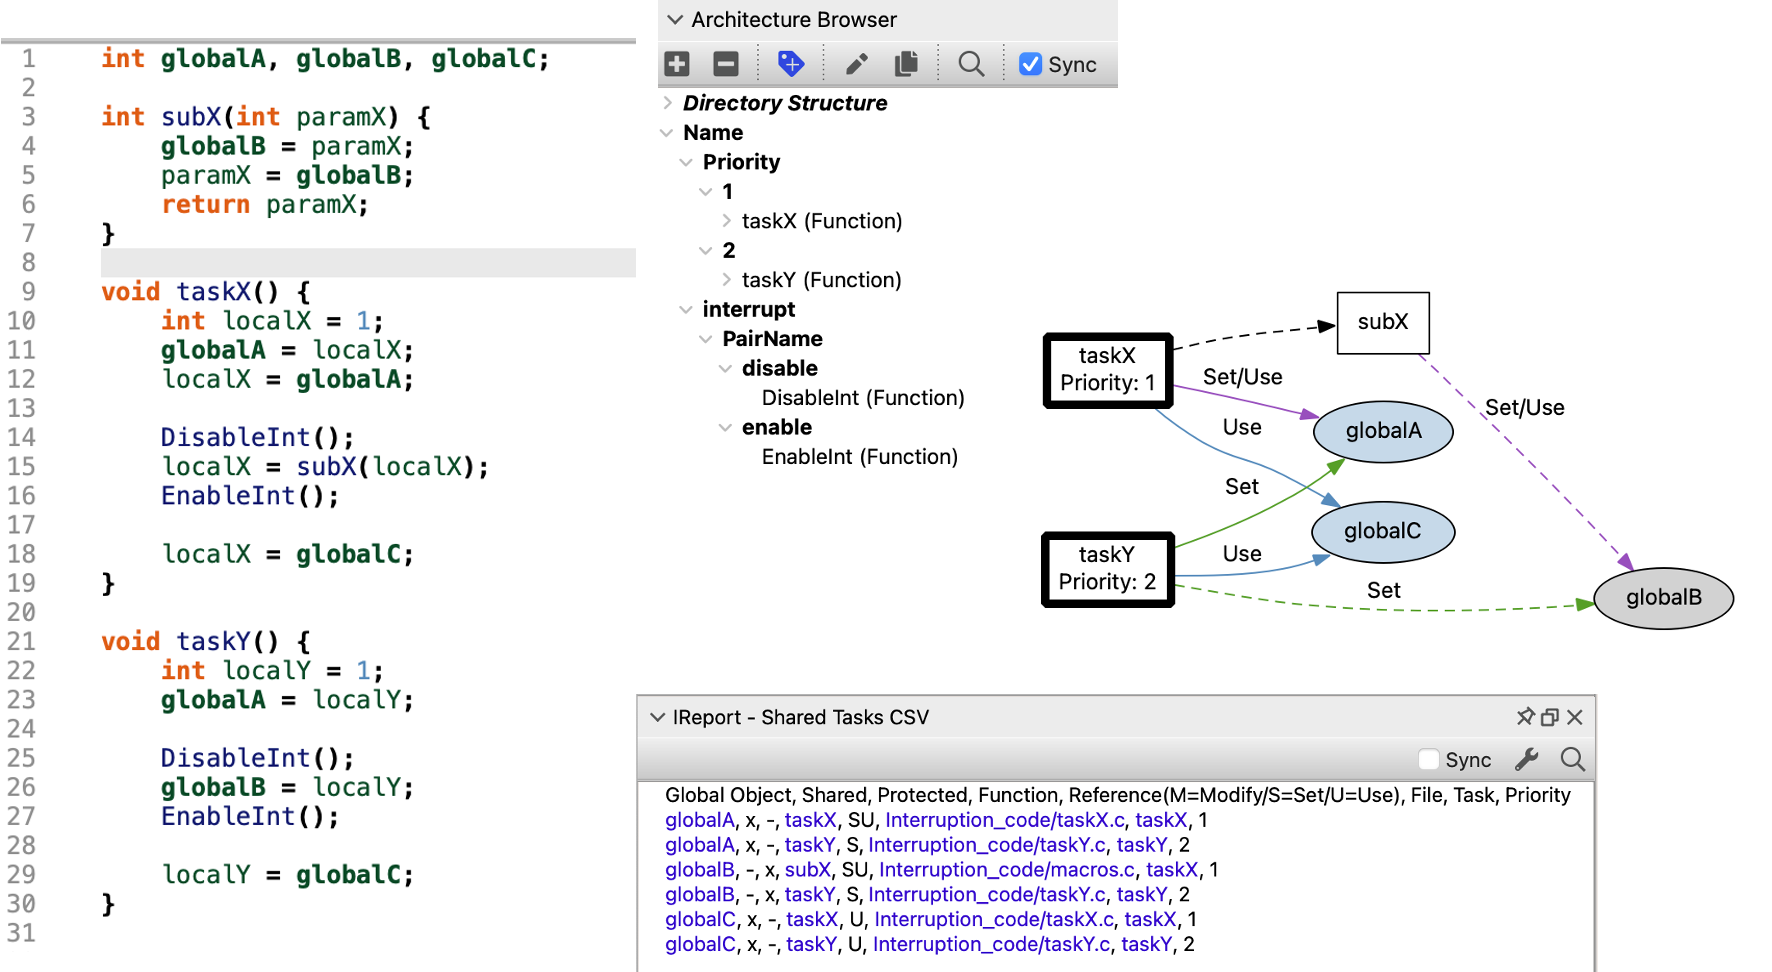 1 int globalA, globalB, globalC;
2
3 int subX(int paramX) {
4 globalB = paramX;
5 paramX = globalB;
6 return paramX;
7 }
8
9 void taskX() {
10 int localX = 1;
11 globalA = localX;
12 localX = globalA;
13
14 DisableInt();
15 localX = subX(localX);
16 EnableInt();
17
18 localX = globalC;
19 }
20
21 void taskY() {
22 int localY = 1;
23 globalA = localY;
24
25 DisableInt();
26 globalB = localY;
27 EnableInt();
28
29 localY = globalC;
30 }
31
Architecture Browser
Sync
Directory Structure
Name
Priority
1
taskX (Function)
2
taskY (Function)
interrupt
PairName
disable
DisableInt (Function)
enable
EnableInt (Function)
subX
taskX
Priority: 1
Set/Use
Set/Use
Use
globalA
Set
globalC
taskY
Priority: 2
Use
Set
globalB
IReport - Shared Tasks CSV
Sync
Global Object, Shared, Protected, Function, Reference(M=Modify/S=Set/U=Use), File, Task, Priority
globalA, x, -, taskX, SU, Interruption_code/taskX.c, taskX, 1
globalA, x, -, taskY, S, Interruption_code/taskY.c, taskY, 2
globalB, -, x, subX, SU, Interruption_code/macros.c, taskX, 1
globalB, -, x, taskY, S, Interruption_code/taskY.c, taskY, 2
globalC, x, -, taskX, U, Interruption_code/taskX.c, taskX, 1
globalC, x, -, taskY, U, Interruption_code/taskY.c, taskY, 2